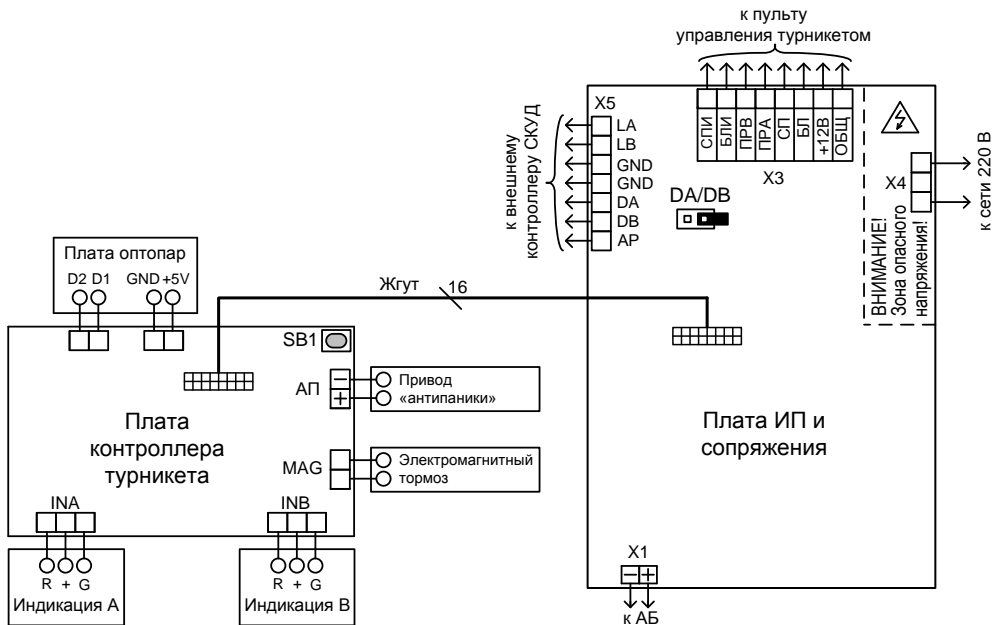 к пульту
управления турникетом
X5
LA
LB
GND
GND
DA
DB
AP
к внешнему
контроллеру СКУД
СПИ
БЛИ
ПРВ
ПРА
СП
БЛ
+12В
ОБЩ
X3
DA/DB
X4
к сети 220 В
ВНИМАНИЕ!
Зона опасного
напряжения!
Плата оптопар
D2 D1 GND +5V
Жгут 16
SB1
АП
− Привод
+ «антипаники»
Плата
контроллера
турникета
MAG
Электромагнитный
тормоз
Плата ИП и
сопряжения
INA
INB
R + G
Индикация А
R + G
Индикация В
X1
− +
к АБ